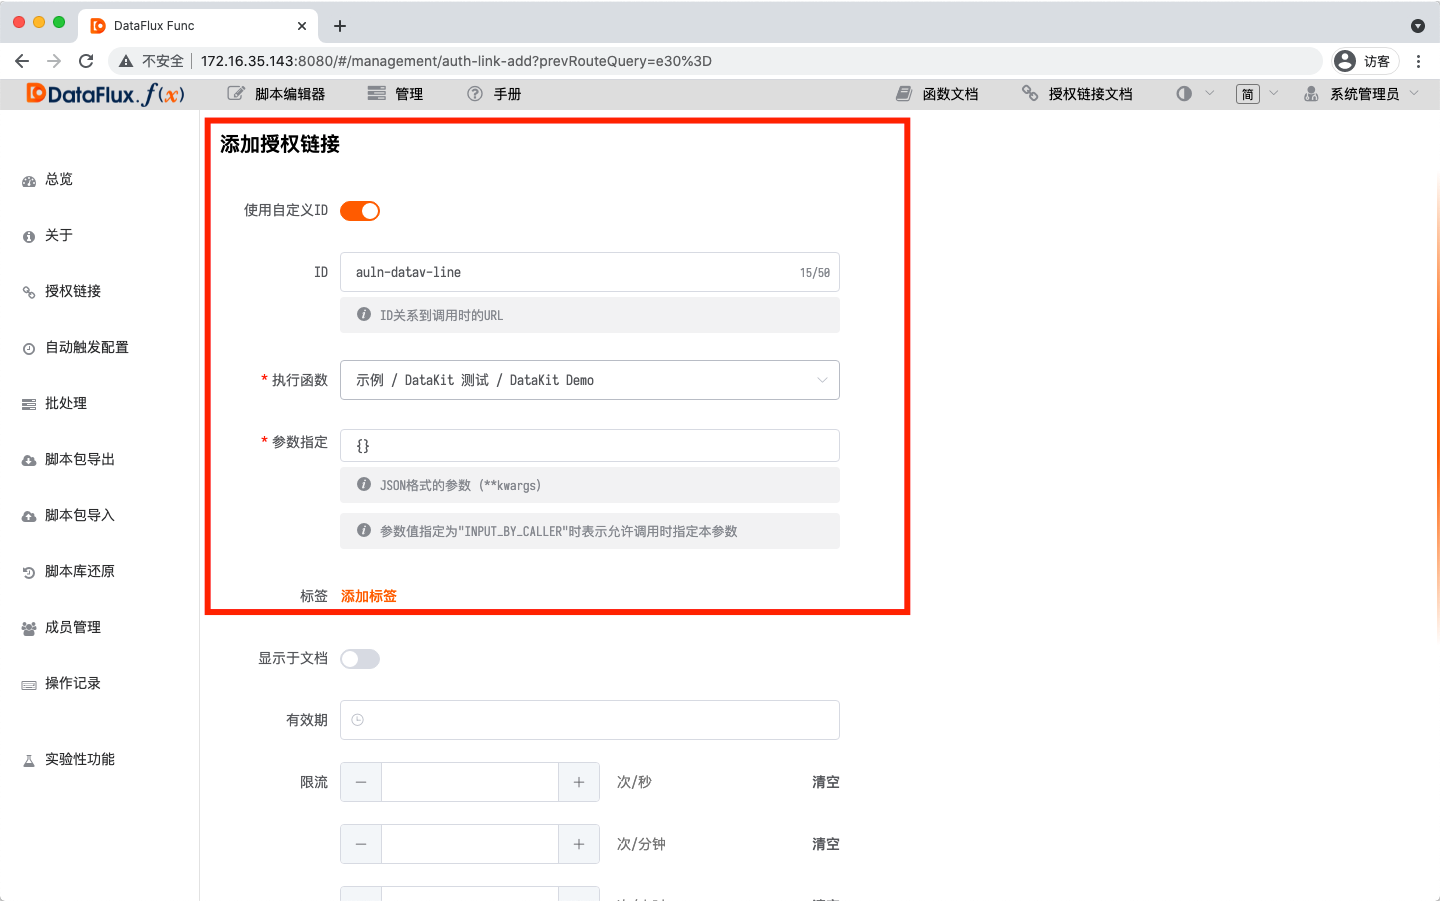 DataFlux Func
不安全 172.16.35.143:8080/#/management/auth-link-add?prevRouteQuery=e30%3D 访客
DataFlux.f(x) 脚本编辑器 管理 手册 函数文档 授权链接文档 简 系统管理员
总览
关于
授权链接
自动触发配置
批处理
脚本包导出
脚本包导入
脚本库还原
成员管理
操作记录
实验性功能
添加授权链接
使用自定义ID
ID auln-datav-line 15/50
ID关系到调用时的URL
* 执行函数 示例 / DataKit 测试 / DataKit Demo
* 参数指定 {}
JSON格式的参数 (**kwargs)
参数值指定为"INPUT_BY_CALLER"时表示允许调用时指定本参数
标签 添加标签
显示于文档
有效期
限流 次/秒 清空
次/分钟 清空